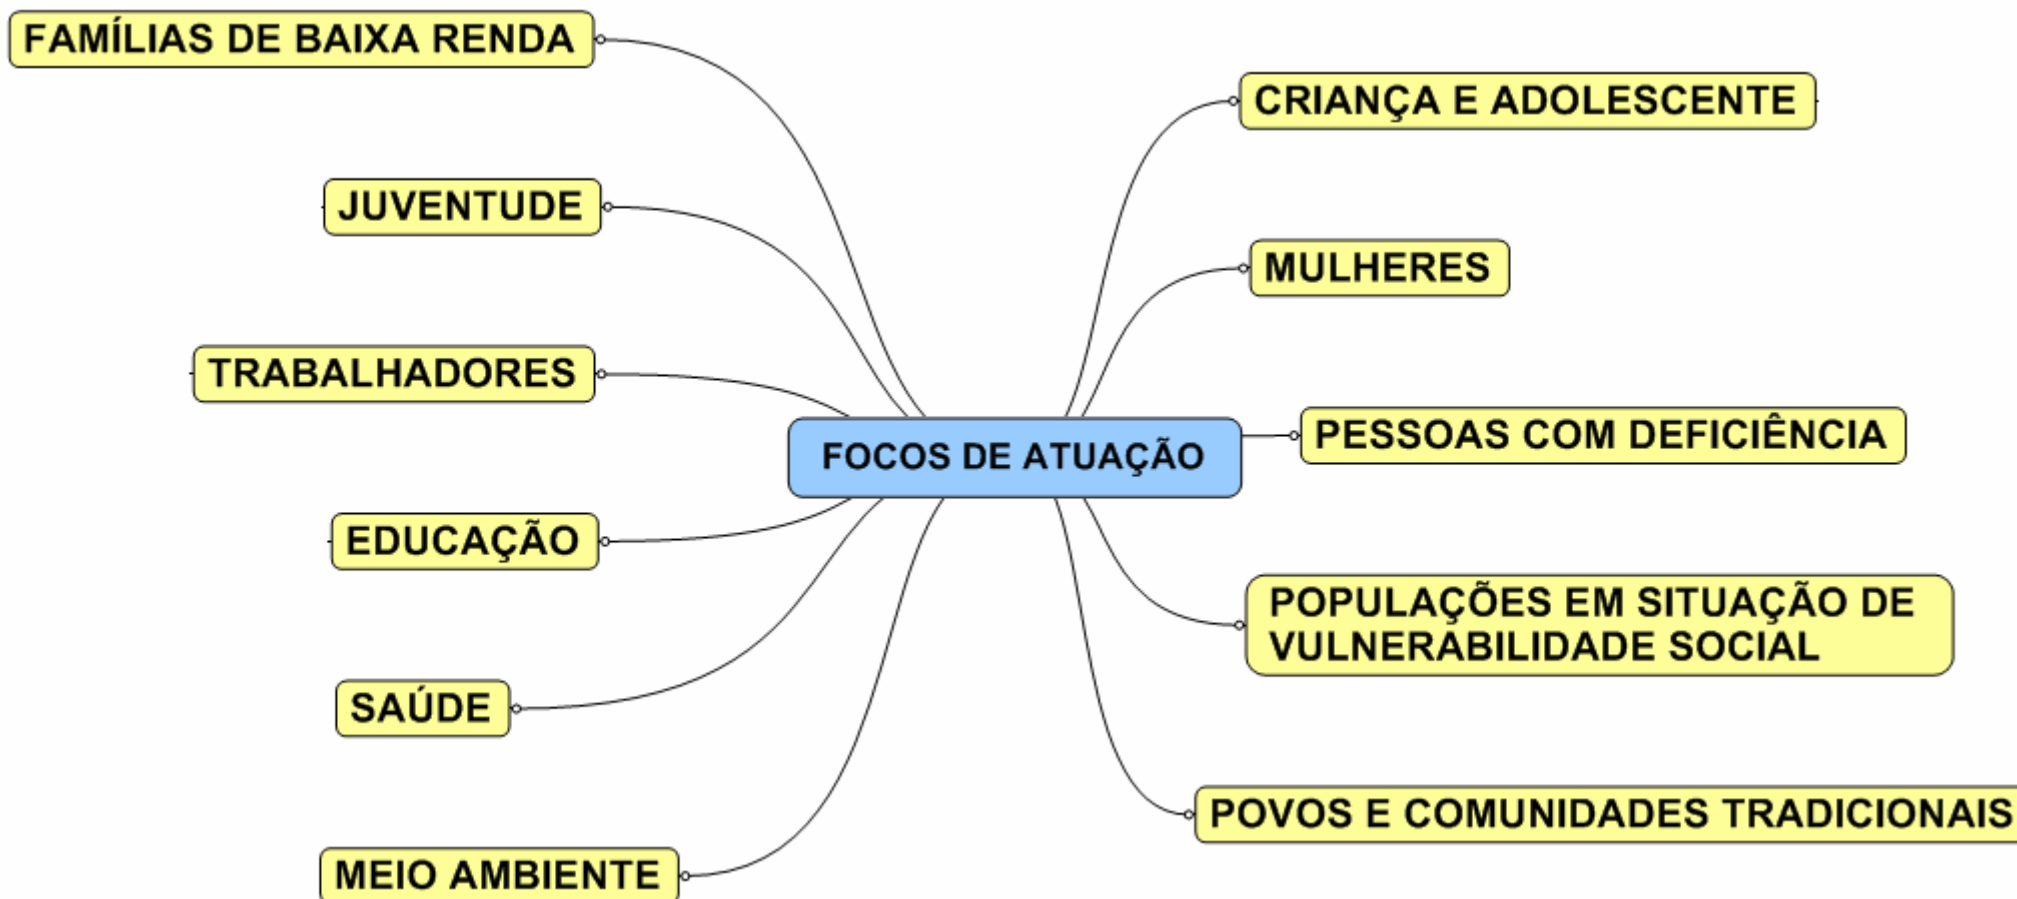 FAMÍLIAS DE BAIXA RENDA
JUVENTUDE
TRABALHADORES
EDUCAÇÃO
SAÚDE
MEIO AMBIENTE
FOCOS DE ATUAÇÃO
CRIANÇA E ADOLESCENTE
MULHERES
PESSOAS COM DEFICIÊNCIA
POPULAÇÕES EM SITUAÇÃO DE
VULNERABILIDADE SOCIAL
POVOS E COMUNIDADES TRADICIONAIS